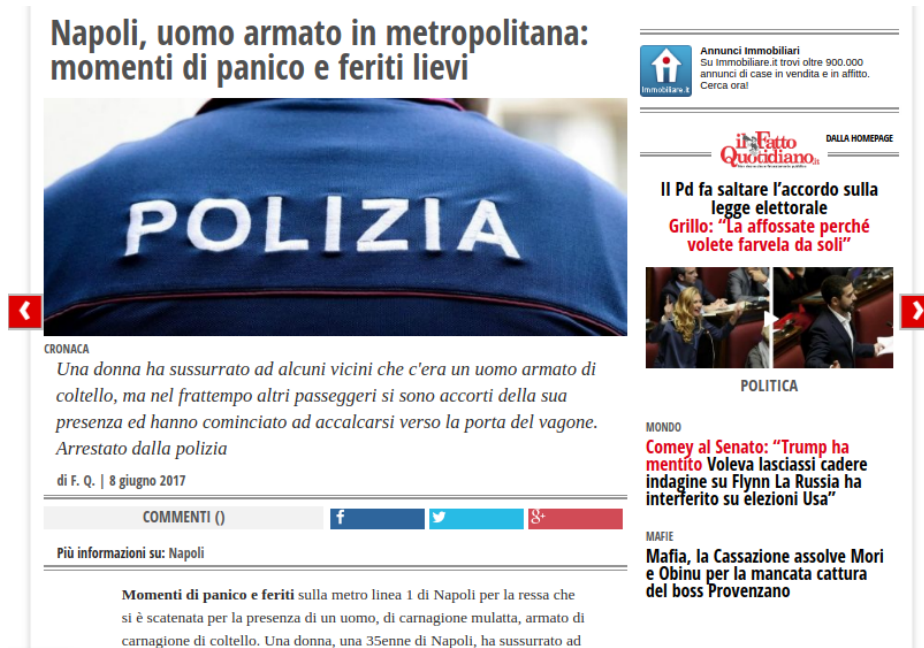 Napoli, uomo armato in metropolitana:
momenti di panico e feriti lievi
POLIZIA
CRONACA
Una donna ha sussurrato ad alcuni vicini che c'era un uomo armato di
coltello, ma nel frattempo altri passeggeri si sono accorti della sua
presenza ed hanno cominciato ad accalcarsi verso la porta del vagone.
Arrestato dalla polizia
di F. Q. | 8 giugno 2017
COMMENTI ()
f
g+
Più informazioni su: Napoli
Momenti di panico e feriti sulla metro linea 1 di Napoli per la ressa che
si è scatenata per la presenza di un uomo, di carnagione mulatta, armato di
carnagione di coltello. Una donna, una 35enne di Napoli, ha sussurrato ad
Immobiliare.it
Annunci Immobiliari
Su Immobiliare.it trovi oltre 900.000
annunci di case in vendita e in affitto.
Cerca ora!
il Fatto
Quotidiano.it
DALLA HOMEPAGE
Il Pd fa saltare l'accordo sulla
legge elettorale
Grillo: “La affossate perché
volete farvela da soli”
POLITICA
MONDO
Comey al Senato: “Trump ha
mentito Voleva lasciassi cadere
indagine su Flynn La Russia ha
interferito su elezioni Usa”
MAFIE
Mafia, la Cassazione assolve Mori
e Obinu per la mancata cattura
del boss Provenzano